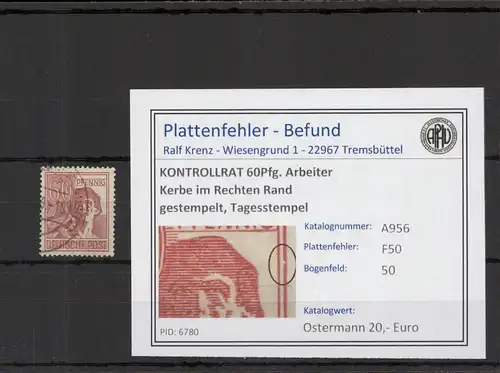 Plattenfehler - Befund
Ralf Krenz - Wiesengrund 1 - 22967 Tremsbüttel
KONTROLLRAT 60Pfg. Arbeiter
Kerbe im Rechten Rand
gestempelt, Tagesstempel
Katalognummer: A956
Plattenfehler: F50
Bogenfeld: 50
Katalogwert:
Ostermann 20,- Euro
PID: 6780
PFENNIG
DEUTSCHE POST